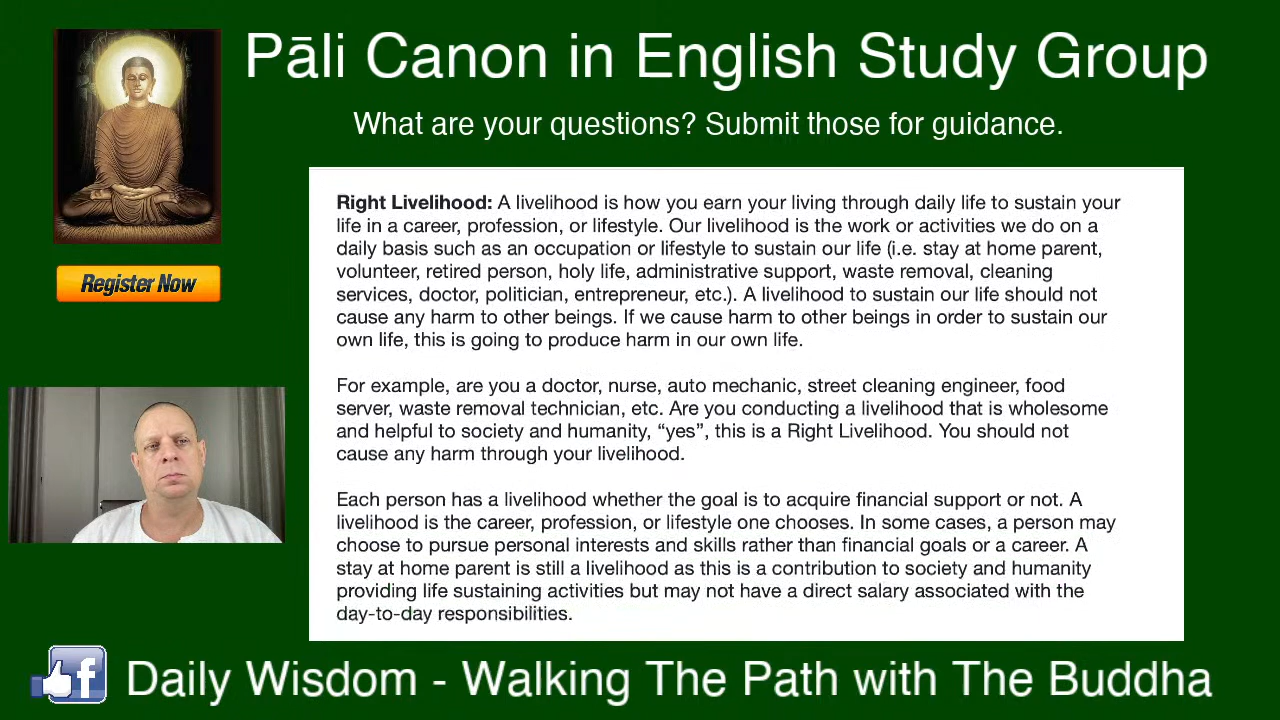 Pāli Canon in English Study Group
What are your questions? Submit those for guidance.
Register Now
Right Livelihood: A livelihood is how you earn your living through daily life to sustain your
life in a career, profession, or lifestyle. Our livelihood is the work or activities we do on a
daily basis such as an occupation or lifestyle to sustain our life (i.e. stay at home parent,
volunteer, retired person, holy life, administrative support, waste removal, cleaning
services, doctor, politician, entrepreneur, etc.). A livelihood to sustain our life should not
cause any harm to other beings. If we cause harm to other beings in order to sustain our
own life, this is going to produce harm in our own life.
For example, are you a doctor, nurse, auto mechanic, street cleaning engineer, food
server, waste removal technician, etc. Are you conducting a livelihood that is wholesome
and helpful to society and humanity, “yes”, this is a Right Livelihood. You should not
cause any harm through your livelihood.
Each person has a livelihood whether the goal is to acquire financial support or not. A
livelihood is the career, profession, or lifestyle one chooses. In some cases, a person may
choose to pursue personal interests and skills rather than financial goals or a career. A
stay at home parent is still a livelihood as this is a contribution to society and humanity
providing life sustaining activities but may not have a direct salary associated with the
day-to-day responsibilities.
f
Daily Wisdom - Walking The Path with The Buddha